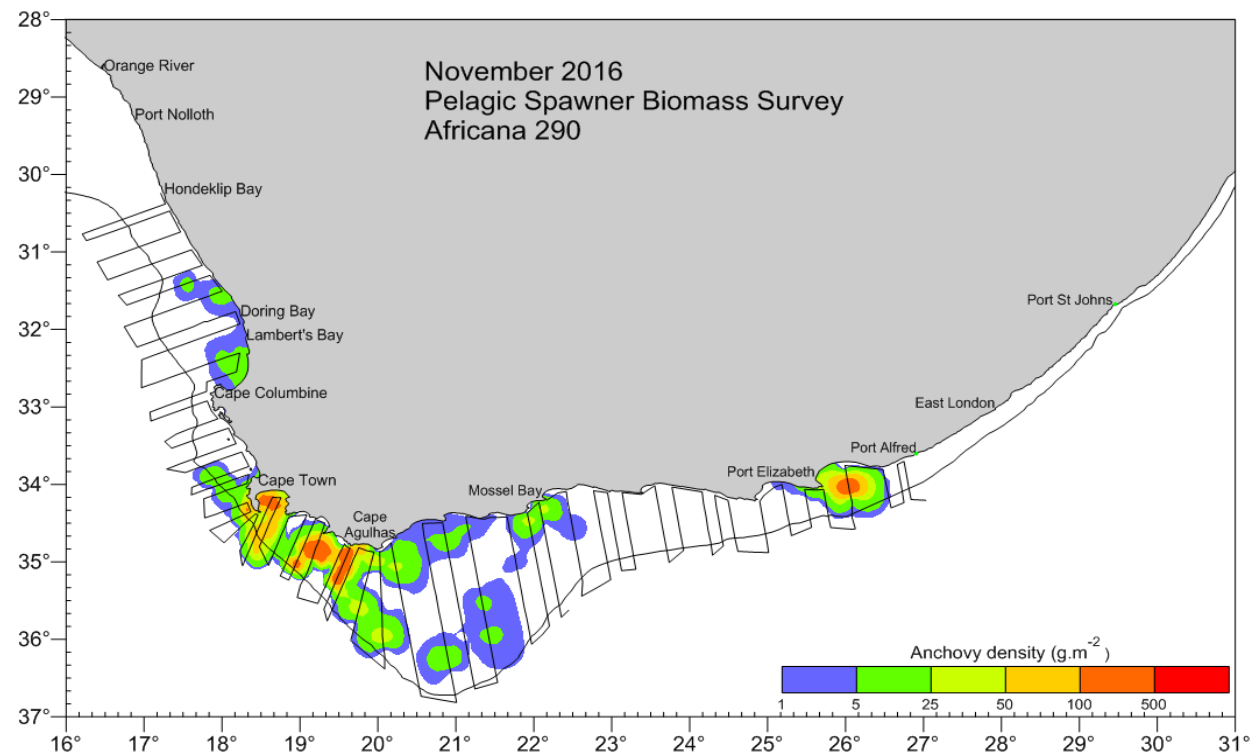 28°
Orange River
November 2016
Pelagic Spawner Biomass Survey
Africana 290
29°
Port Nolloth
30°
Hondeklip Bay
31°
Port St Johns
Doring Bay
32°
Lambert's Bay
Cape Columbine
33°
East London
Port Alfred
34°
Cape Town
Port Elizabeth
Mossel Bay
Cape
Agulhas
35°
36°
Anchovy density (g.m-2)
1 5 25 50 100 500
37°
16° 17° 18° 19° 20° 21° 22° 23° 24° 25° 26° 27° 28° 29° 30° 31°